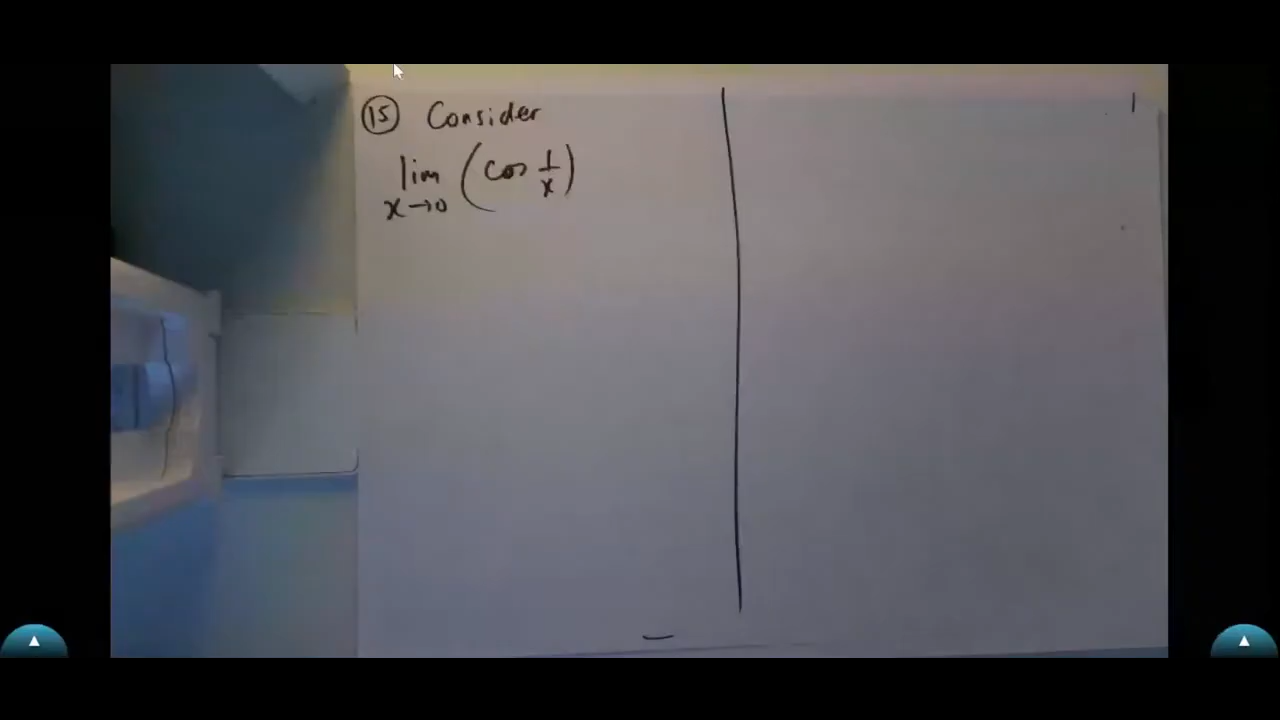 15 Consider
lim (cos 1/x)
x→0